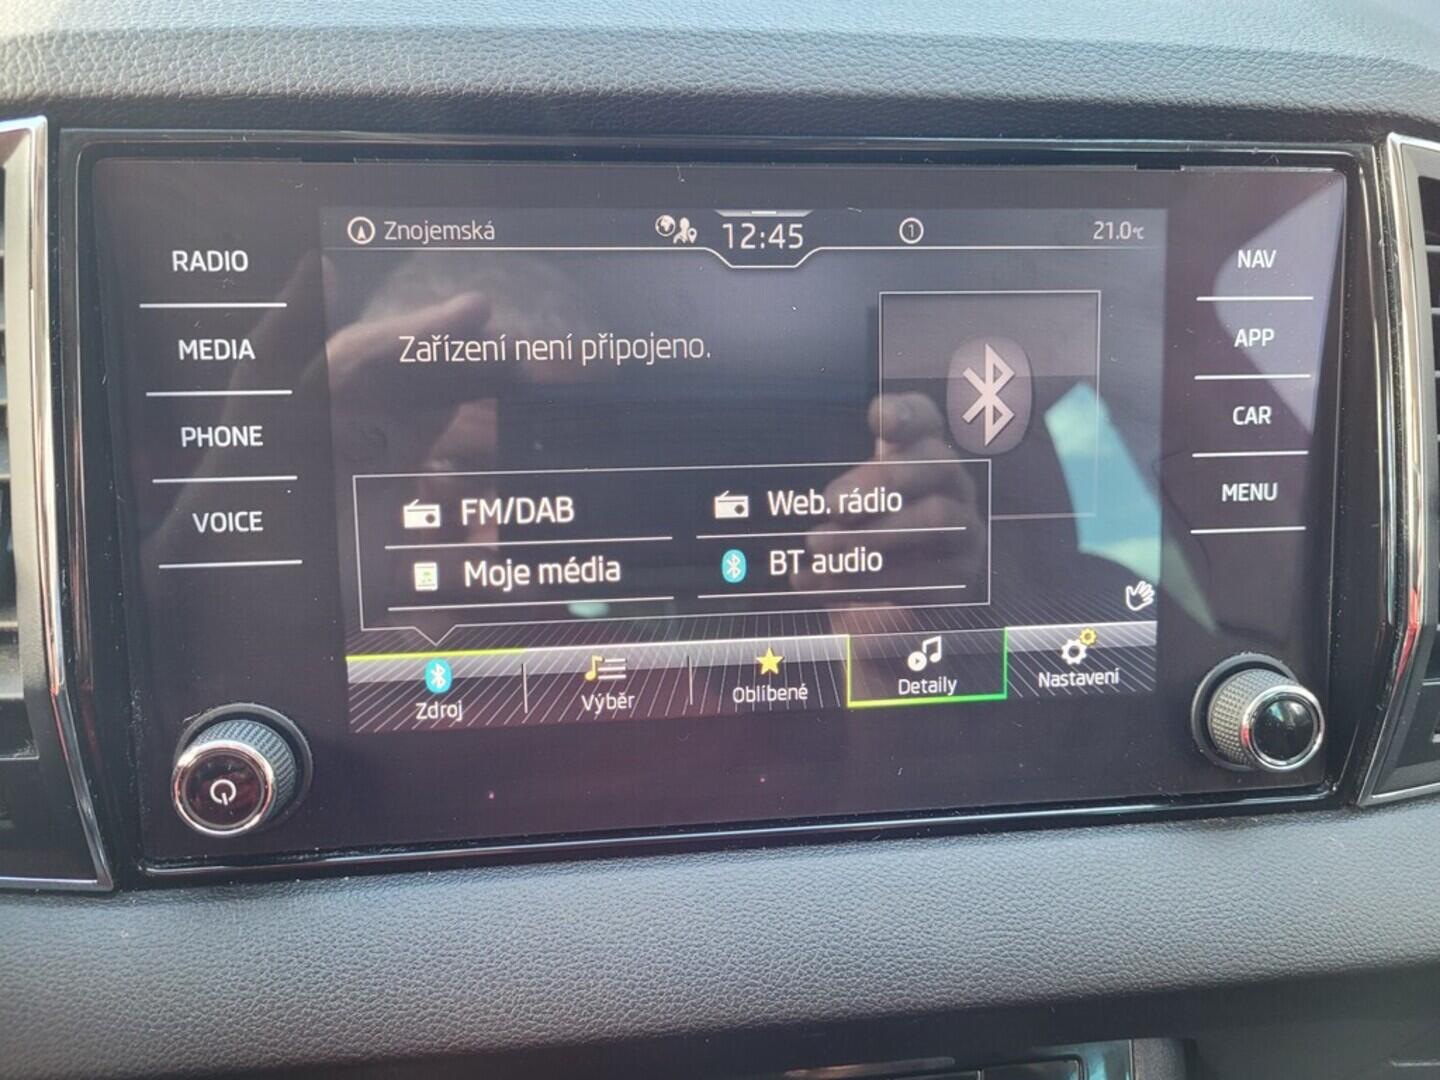 Znojemská
12:45
1
21.0°C
RADIO
MEDIA
PHONE
VOICE
Zařízení není připojeno.
FM/DAB
Web. rádio
Moje média
BT audio
Zdroj
Výběr
Oblíbené
Detaily
Nastavení
NAV
APP
CAR
MENU